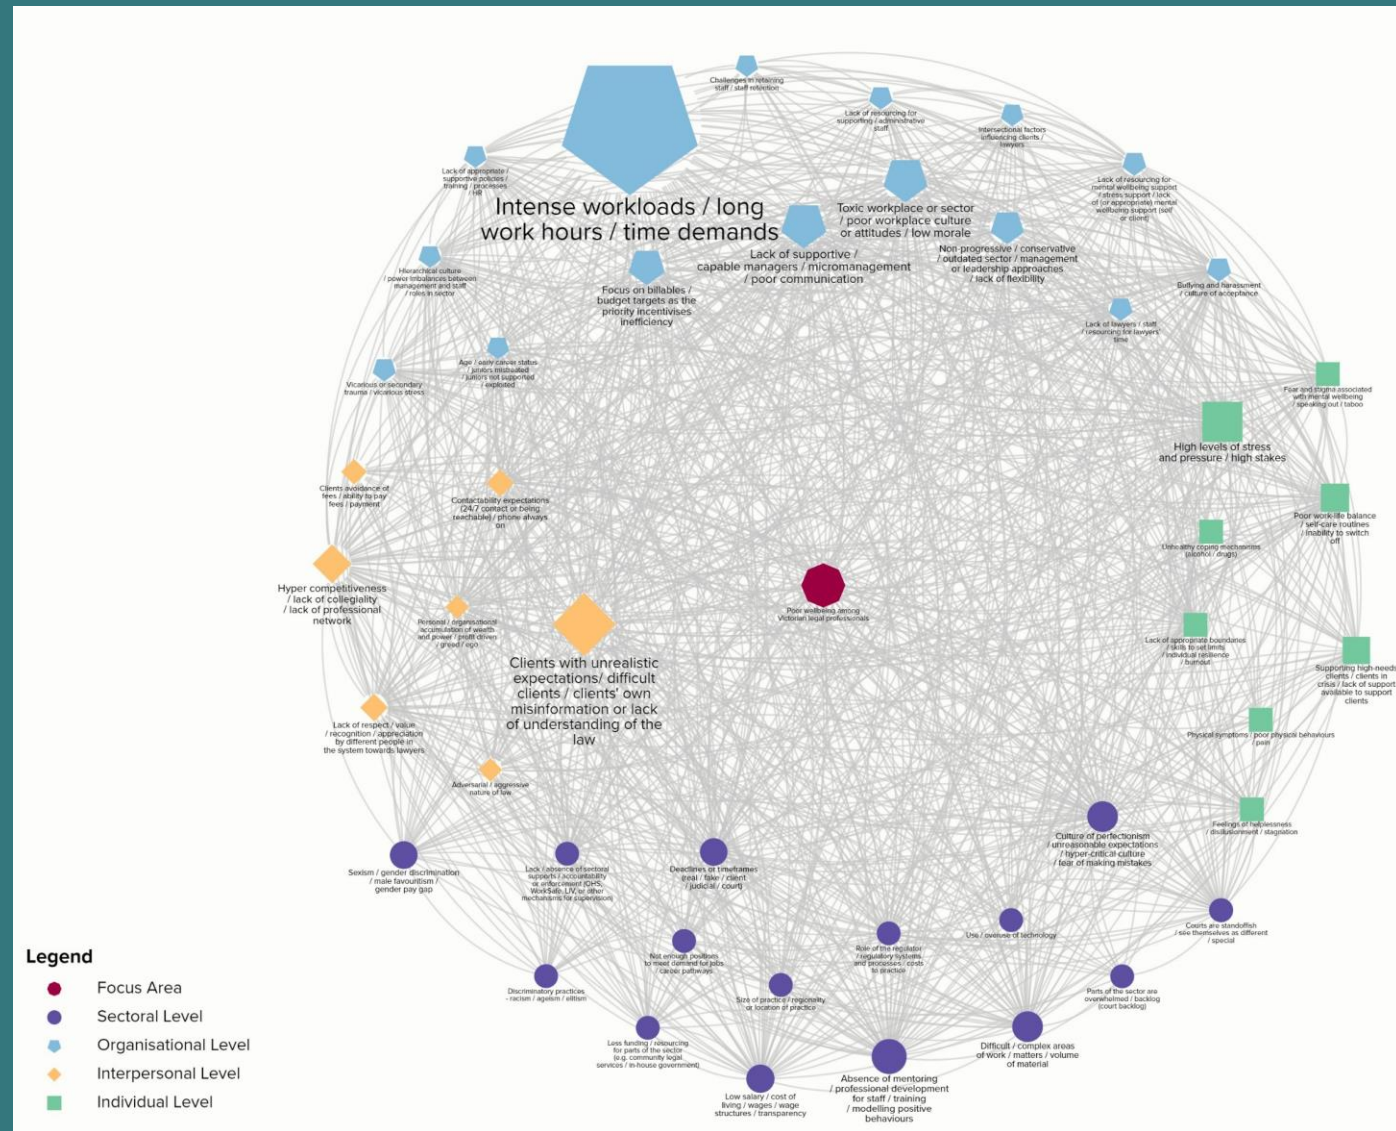 Challenges in retaining
staff / staff retention
Lack of resourcing for
supporting / administrative
staff
Intersectional factors
influencing clients /
lawyers
Lack of appropriate /
supportive policies /
training / processes
/ HR
Lack of resourcing for
mental wellbeing support
/ stress support / lack
of (or appropriate) mental
wellbeing support (self
or client)
Intense workloads / long
work hours / time demands
Toxic workplace or sector
/ poor workplace culture
or attitudes / low morale
Lack of supportive /
capable managers / micromanagement
/ poor communication
Non-progressive / conservative
/ outdated sector / management
or leadership approaches
/ lack of flexibility
Hierarchical culture
/ power imbalances between
management and staff
/ roles in sector
Focus on billables /
budget targets as the
priority incentivises
inefficiency
Bullying and harassment
/ culture of acceptance
Lack of lawyers / staff
/ resourcing for lawyers'
time
Age / early career status
/ juniors mistreated
/ juniors not supported
/ exploited
Vicarious or secondary
trauma / vicarious stress
Fear and stigma associated
with mental wellbeing
/ speaking out / taboo
High levels of stress
and pressure / high stakes
Clients avoidance of
fees / ability to pay
fees / payment
Contactability expectations
(24/7 contact or being
reachable) / phone always
on
Poor work-life balance
/ self-care routines
/ inability to switch
off
Unhealthy coping mechanisms
(alcohol / drugs)
Hyper competitiveness
/ lack of collegiality
/ lack of professional
network
Personal / organisational
accumulation of wealth
and power / profit driven
/ greed / ego
Poor wellbeing among
Victorian legal professionals
Lack of appropriate boundaries
/ skills to set limits
/ individual resilience
/ burnout
Clients with unrealistic
expectations/ difficult
clients / clients' own
misinformation or lack
of understanding of the
law
Supporting high-needs
clients / clients in
crisis / lack of support
available to support
clients
Lack of respect / value
/ recognition / appreciation
by different people in
the system towards lawyers
Physical symptoms / poor physical behaviours
/ pain
Adversarial / aggressive
nature of law
Feelings of helplessness
/ disillusionment / stagnation
Culture of perfectionism
/ unreasonable expectations
/ hyper-critical culture
/ fear of making mistakes
Sexism / gender discrimination
/ male favouritism /
gender pay gap
Lack / absence of sectoral
supports / accountability
or enforcement (OHS,
WorkSafe, LIV, or other
mechanisms for supervision)
Deadlines or timeframes
(real / fake / client
/ judicial / court)
Courts are standoffish
/ see themselves as different
/ special
Use / overuse of technology
Role of the regulator
/ regulatory systems
and processes / costs
to practice
Not enough positions
to meet demand for jobs
/ career pathways
Discriminatory practices
- racism / ageism / elitism
Size of practice / regionality
or location of practice
Parts of the sector are
overwhelmed / backlog
(court backlog)
Less funding / resourcing
for parts of the sector
(e.g. community legal
services / in-house government)
Difficult / complex areas
of work / matters / volume
of material
Absence of mentoring
/ professional development
for staff / training
/ modelling positive
behaviours
Low salary / cost of
living / wages / wage
structures / transparency
Legend
Focus Area
Sectoral Level
Organisational Level
Interpersonal Level
Individual Level